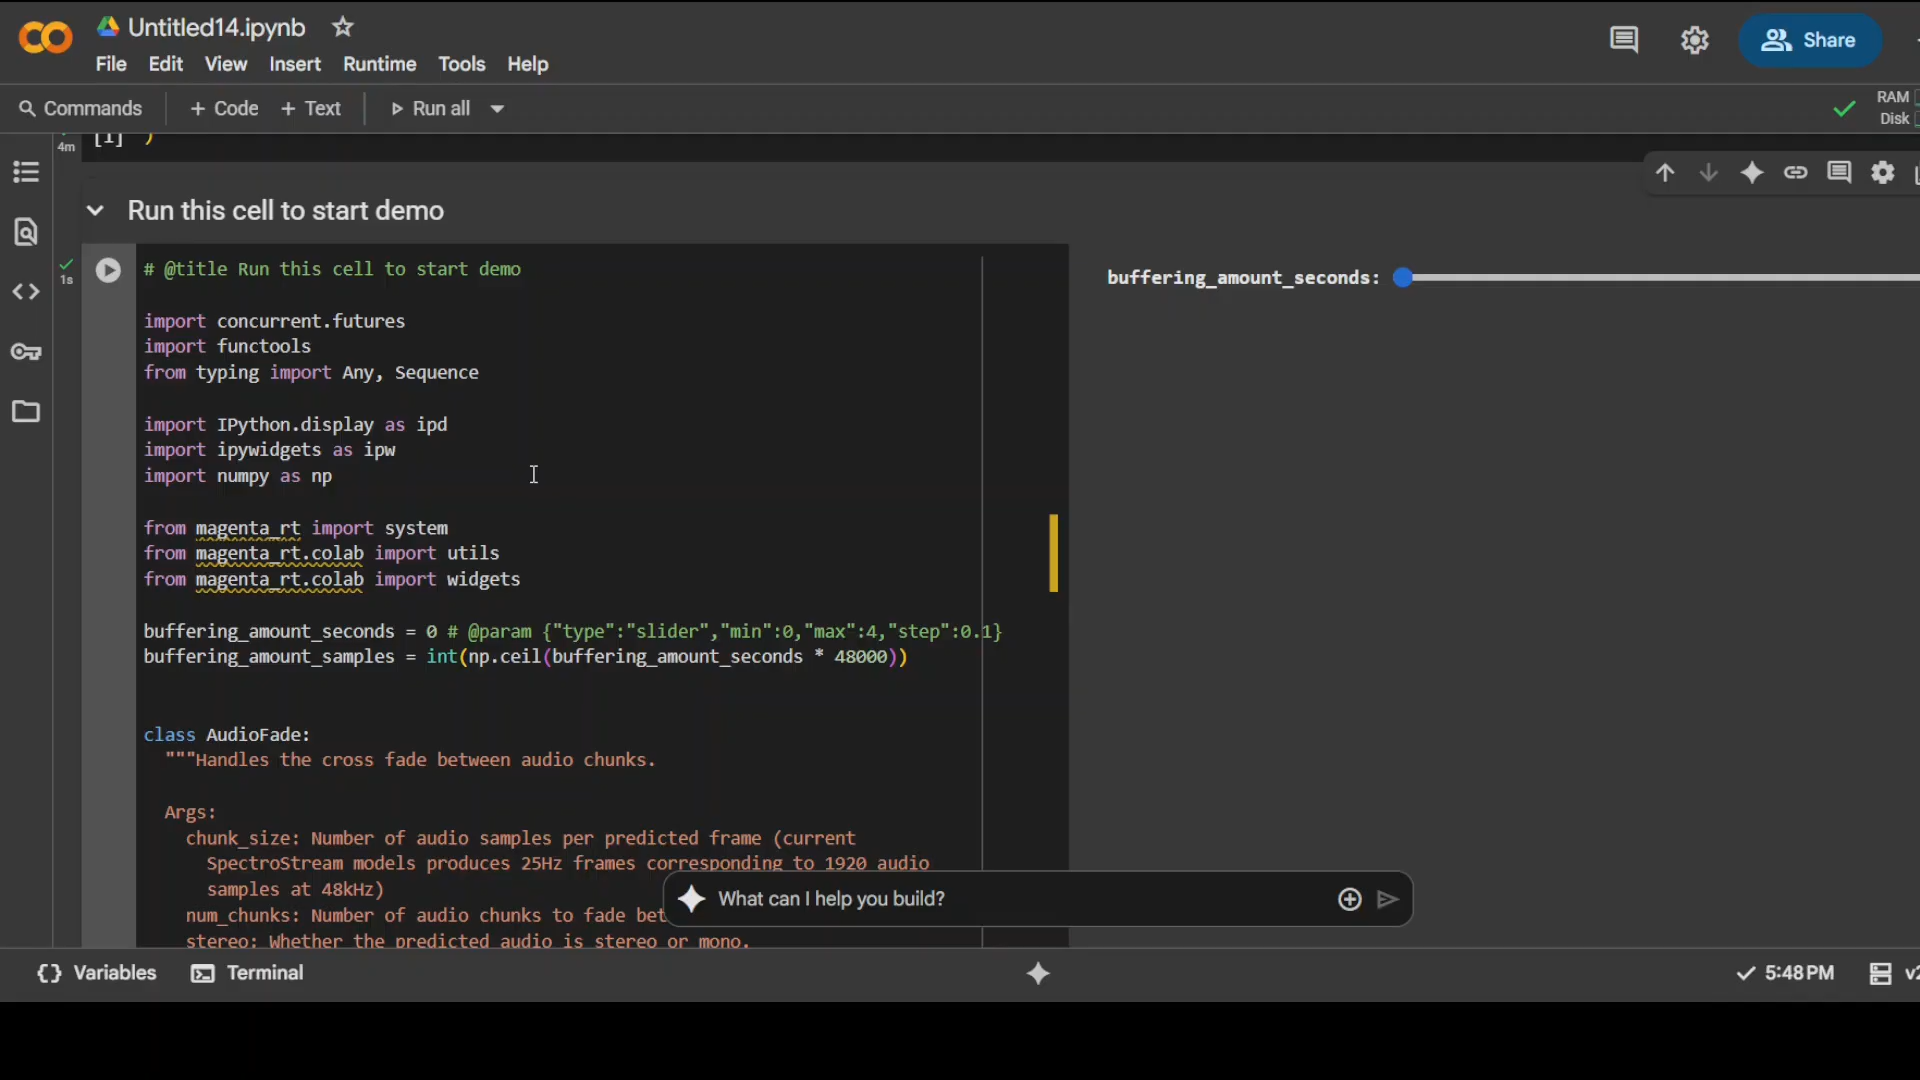 Untitled14.ipynb
File Edit View Insert Runtime Tools Help
Share
Commands + Code + Text Run all
RAM
Disk
4m
[1] )
Run this cell to start demo
1s
# @title Run this cell to start demo
import concurrent.futures
import functools
from typing import Any, Sequence
import IPython.display as ipd
import ipywidgets as ipw
import numpy as np
from magenta_rt import system
from magenta_rt.colab import utils
from magenta_rt.colab import widgets
buffering_amount_seconds = 0 # @param {"type":"slider","min":0,"max":4,"step":0.1}
buffering_amount_samples = int(np.ceil(buffering_amount_seconds * 48000))
class AudioFade:
"""Handles the cross fade between audio chunks.
Args:
chunk_size: Number of audio samples per predicted frame (current
SpectroStream models produces 25Hz frames corresponding to 1920 audio
samples at 48kHz)
num_chunks: Number of audio chunks to fade bet
stereo: Whether the predicted audio is stereo or mono.
buffering_amount_seconds:
What can I help you build?
{} Variables Terminal
5:48 PM
v2